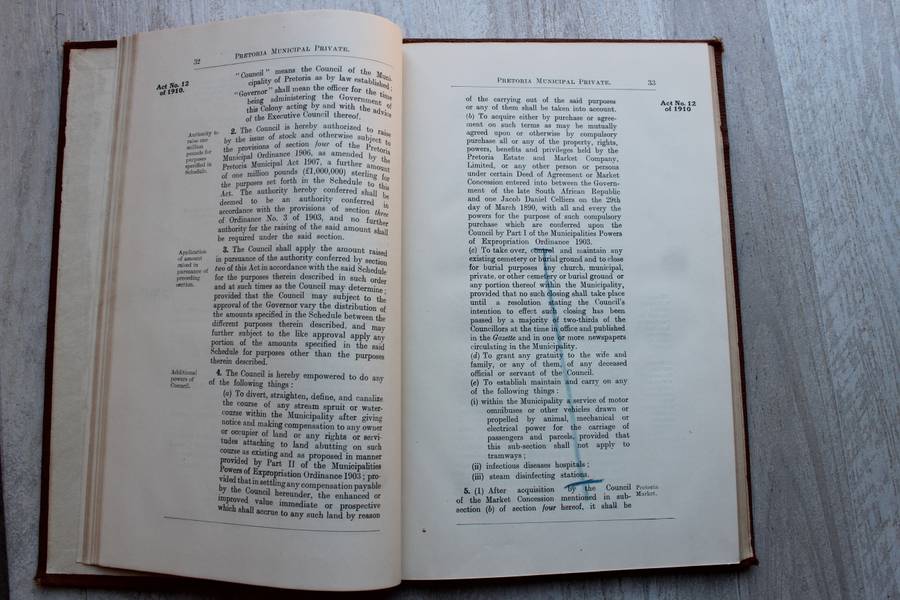 32
PRETORIA MUNICIPAL PRIVATE.
Act No. 12
of 1910.
"Council" means the Council of the Muni-
cipality of Pretoria as by law established;
"Governor" shall mean the officer for the time
being administering the Government of
this Colony acting by and with the advice
of the Executive Council thereof.
Authority to
raise one
million
pounds for
purposes
specified in
Schedule.
2. The Council is hereby authorized to raise
by the issue of stock and otherwise subject to
the provisions of section four of the Pretoria
Municipal Ordinance 1906, as amended by the
Pretoria Municipal Act 1907, a further amount
of one million pounds (£1,000,000) sterling for
the purposes set forth in the Schedule to this
Act. The authority hereby conferred shall be
deemed to be an authority conferred in
accordance with the provisions of section three
of Ordinance No. 3 of 1903, and no further
authority for the raising of the said amount shall
be required under the said section.
Application
of amount
raised in
pursuance of
preceding
section.
3. The Council shall apply the amount raised
in pursuance of the authority conferred by section
two of this Act in accordance with the said Schedule
for the purposes therein described in such order
and at such times as the Council may determine;
provided that the Council may subject to the
approval of the Governor vary the distribution of
the amounts specified in the Schedule between the
different purposes therein described, and may
further subject to the like approval apply any
portion of the amounts specified in the said
Schedule for purposes other than the purposes
therein described.
Additional
powers of
Council.
4. The Council is hereby empowered to do any
of the following things:
(a) To divert, straighten, define, and canalize
the course of any stream spruit or water-
course within the Municipality after giving
notice and making compensation to any owner
or occupier of land or any rights or servi-
tudes attaching to land abutting on such
course as existing and as proposed in manner
provided by Part II of the Municipalities
Powers of Expropriation Ordinance 1903; pro-
vided that in settling any compensation payable
by the Council hereunder, the enhanced or
improved value immediate or prospective
which shall accrue to any such land by reason
PRETORIA MUNICIPAL PRIVATE.
33
Act No. 12
of 1910
of the carrying out of the said purposes
or any of them shall be taken into account.
(b) To acquire either by purchase or agree-
ment on such terms as may be mutually
agreed upon or otherwise by compulsory
purchase all or any of the property, rights,
powers, benefits and privileges held by the
Pretoria Estate and Market Company,
Limited, or any other person or persons
under certain Deed of Agreement or Market
Concession entered into between the Govern-
ment of the late South African Republic
and one Jacob Daniel Celliers on the 29th
day of March 1890, with all and every the
powers for the purpose of such compulsory
purchase which are conferred upon the
Council by Part I of the Municipalities Powers
of Expropriation Ordinance 1903.
(c) To take over, control and maintain any
existing cemetery or burial ground and to close
for burial purposes any church, municipal,
private, or other cemetery or burial ground or
any portion thereof within the Municipality,
provided that no such closing shall take place
until a resolution stating the Council's
intention to effect such closing has been
passed by a majority of two-thirds of the
Councillors at the time in office and published
in the Gazette and in one or more newspapers
circulating in the Municipality.
(d) To grant any gratuity to the wife and
family, or any of them, of any deceased
official or servant of the Council.
(e) To establish maintain and carry on any
of the following things:
(i) within the Municipality a service of motor
omnibuses or other vehicles drawn or
propelled by animal, mechanical or
electrical power for the carriage of
passengers and parcels, provided that
this sub-section shall not apply to
tramways;
(ii) infectious diseases hospitals;
(iii) steam disinfecting stations.
5. (1) After acquisition by the Council
of the Market Concession mentioned in sub-
section (b) of section four hereof, it shall be
Pretoria
Market.